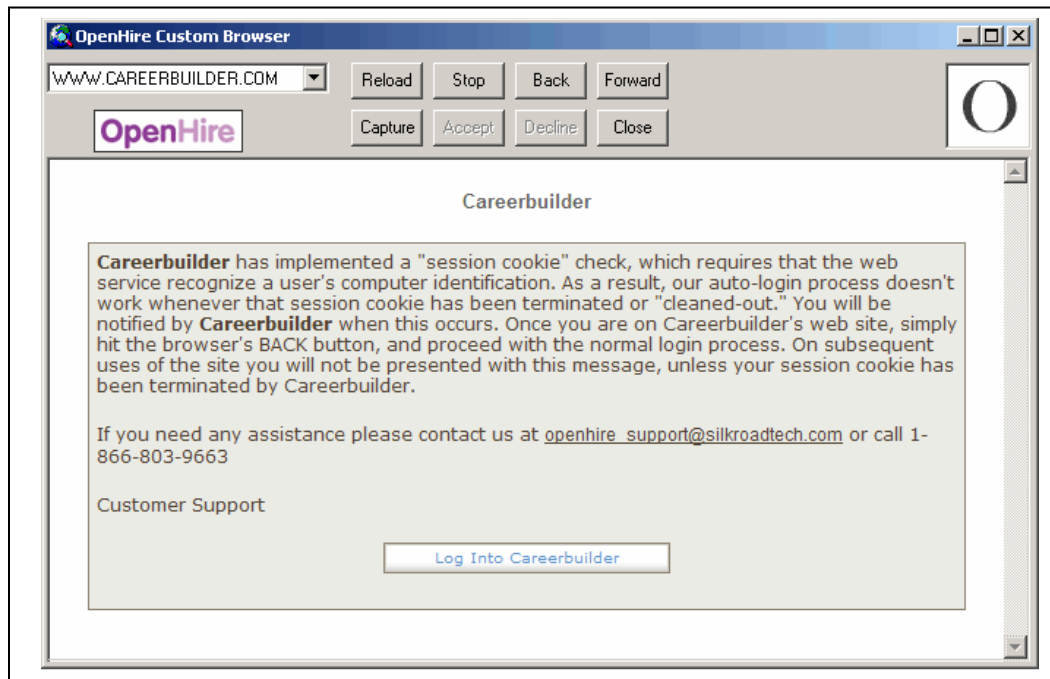 OpenHire Custom Browser
WWW.CAREERBUILDER.COM
Reload Stop Back Forward
OpenHire
Capture Accept Decline Close
O
Careerbuilder
Careerbuilder has implemented a "session cookie" check, which requires that the web
service recognize a user's computer identification. As a result, our auto-login process doesn't
work whenever that session cookie has been terminated or "cleaned-out." You will be
notified by Careerbuilder when this occurs. Once you are on Careerbuilder's web site, simply
hit the browser's BACK button, and proceed with the normal login process. On subsequent
uses of the site you will not be presented with this message, unless your session cookie has
been terminated by Careerbuilder.
If you need any assistance please contact us at openhire_support@silkroadtech.com or call 1-
866-803-9663
Customer Support
Log Into Careerbuilder